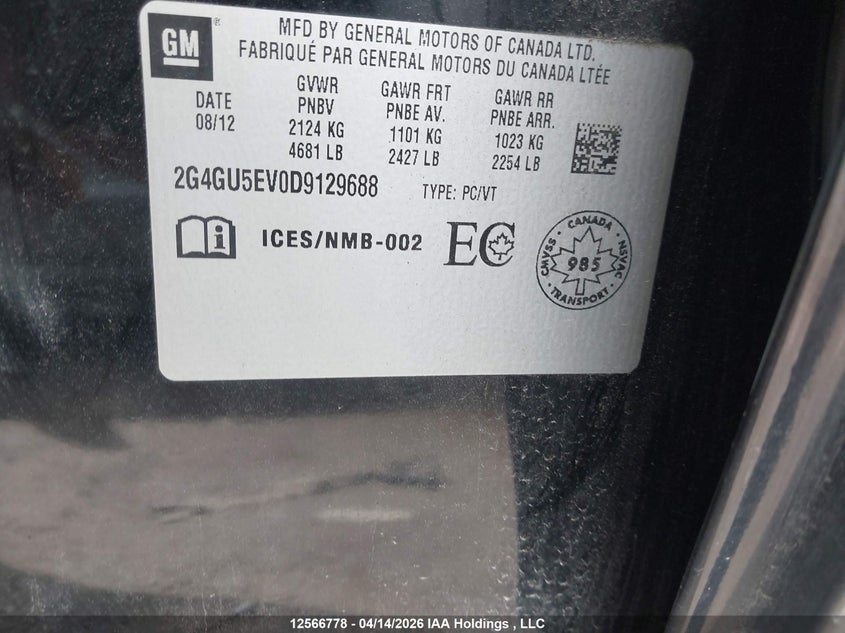 GM
MFD BY GENERAL MOTORS OF CANADA LTD.
FABRIQUÉ PAR GENERAL MOTORS DU CANADA LTÉE
DATE
08/12
GVWR
PNBV
2124 KG
4681 LB
GAWR FRT
PNBE AV.
1101 KG
2427 LB
GAWR RR
PNBE ARR.
1023 KG
2254 LB
2G4GU5EV0D9129688 TYPE: PC/VT
ICES/NMB-002 EC
CANADA
CMVSS 985 NSVAC
TRANSPORT
12566778 - 04/14/2026 IAA Holdings , LLC